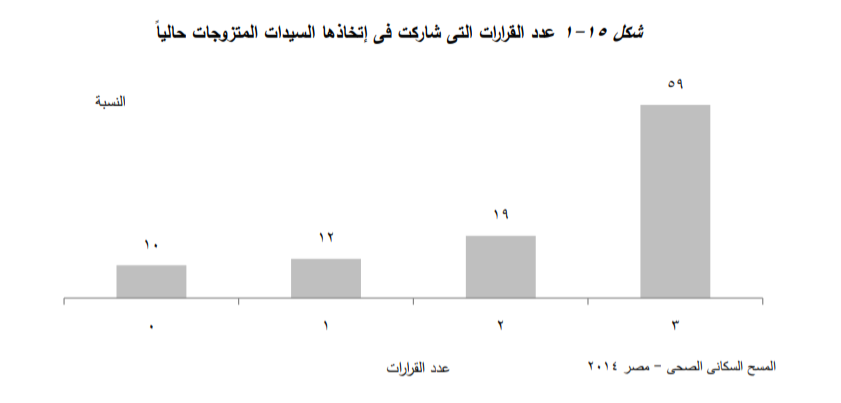 شكل ١٥-١ عدد القرارات التى شاركت فى إتخاذها السيدات المتزوجات حالياً
النسبة
٥٩
١٩
١٢
١٠
٠ ١ ٢ ٣
عدد القرارات
المسح السكانى الصحى - مصر ٢٠١٤